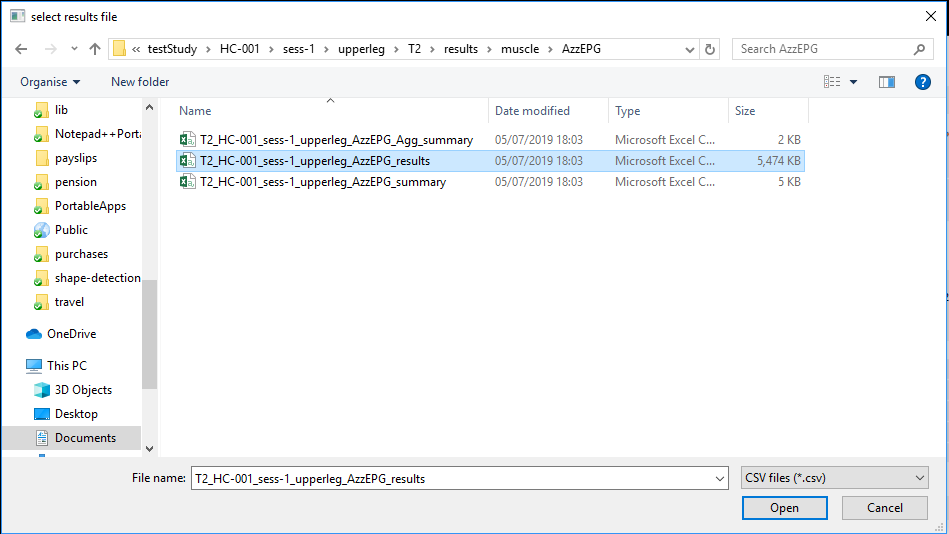 select results file
« testStudy > HC-001 > sess-1 > upperleg > T2 > results > muscle > AzzEPG
Search AzzEPG
Organise
New folder
lib
Notepad++Porta
payslips
pension
PortableApps
Public
purchases
shape-detection
travel
OneDrive
This PC
3D Objects
Desktop
Documents
Name Date modified Type Size
T2_HC-001_sess-1_upperleg_AzzEPG_Agg_summary 05/07/2019 18:03 Microsoft Excel C... 2 KB
T2_HC-001_sess-1_upperleg_AzzEPG_results 05/07/2019 18:03 Microsoft Excel C... 5,474 KB
T2_HC-001_sess-1_upperleg_AzzEPG_summary 05/07/2019 18:03 Microsoft Excel C... 5 KB
File name: T2_HC-001_sess-1_upperleg_AzzEPG_results
CSV files (*.csv)
Open
Cancel